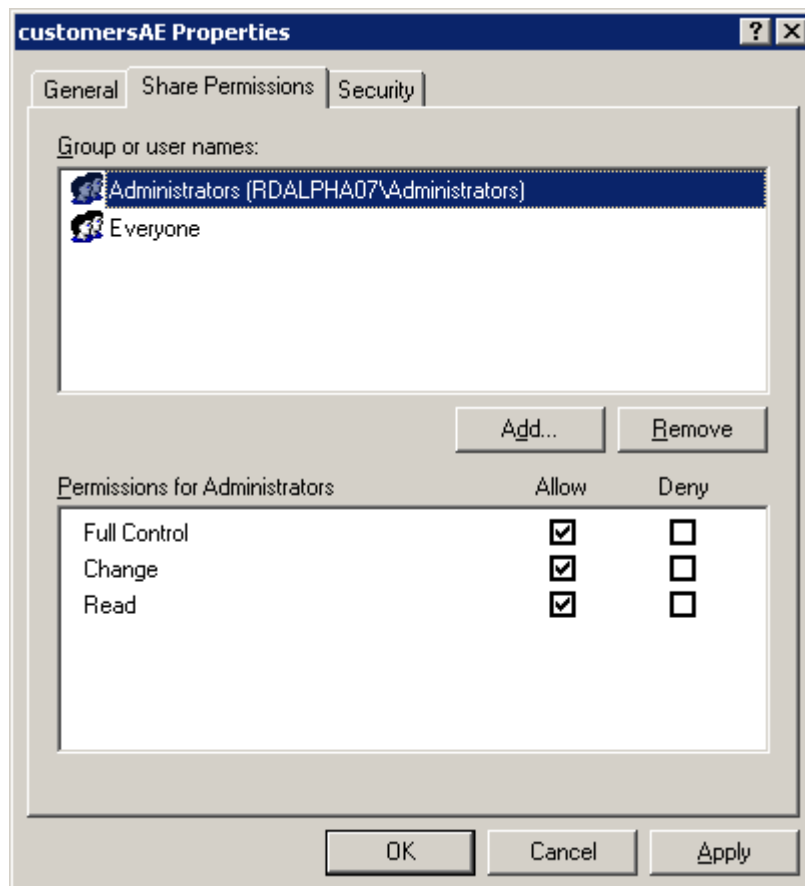 customersAE Properties ?
General Share Permissions Security
Group or user names:
Administrators (RDALPHA07\Administrators)
Everyone
Add... Remove
Permissions for Administrators Allow Deny
Full Control
Change
Read
OK Cancel Apply